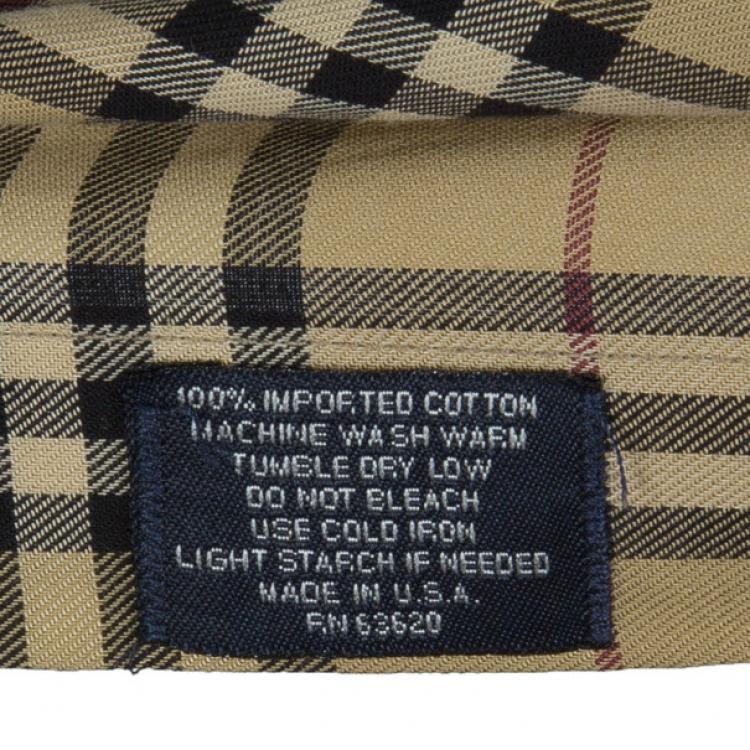 100% IMPORTED COTTON
MACHINE WASH WARM
TUMBLE DRY LOW
DO NOT BLEACH
USE COLD IRON
LIGHT STARCH IF NEEDED
MADE IN U.S.A.
RN 63620